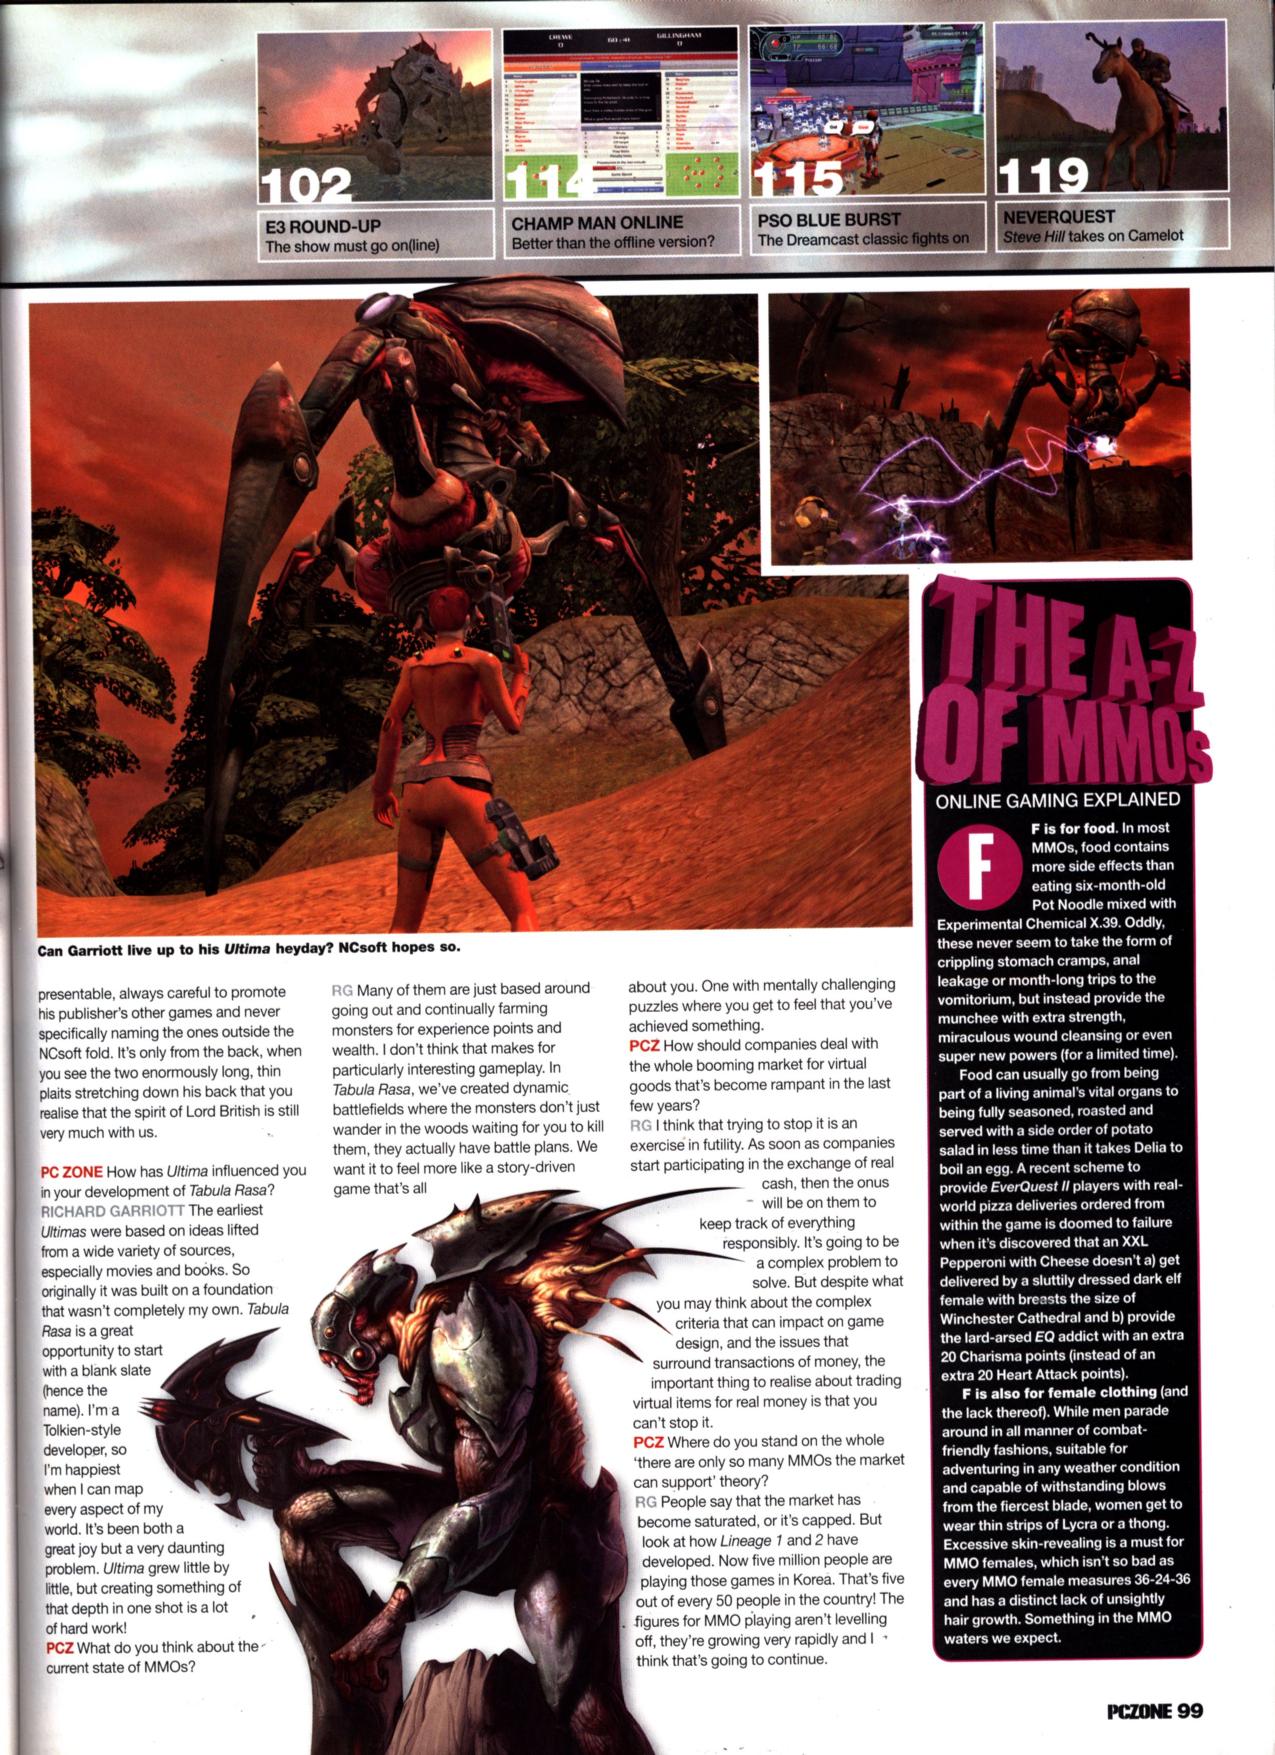 102
E3 ROUND-UP
The show must go on(line)
CREWE
0
GILLINGHAM
0
114
CHAMP MAN ONLINE
Better than the offline version?
115
PSO BLUE BURST
The Dreamcast classic fights on
119
NEVERQUEST
Steve Hill takes on Camelot
Can Garriott live up to his Ultima heyday? NCsoft hopes so.
presentable, always careful to promote
his publisher's other games and never
specifically naming the ones outside the
NCsoft fold. It's only from the back, when
you see the two enormously long, thin
plaits stretching down his back that you
realise that the spirit of Lord British is still
very much with us.
PC ZONE How has Ultima influenced you
in your development of Tabula Rasa?
RICHARD GARRIOTT The earliest
Ultimas were based on ideas lifted
from a wide variety of sources,
especially movies and books. So
originally it was built on a foundation
that wasn't completely my own. Tabula
Rasa is a great
opportunity to start
with a blank slate
(hence the
name). I'm a
Tolkien-style
developer, so
I'm happiest
when I can map
every aspect of my
world. It's been both a
great joy but a very daunting
problem. Ultima grew little by
little, but creating something of
that depth in one shot is a lot
of hard work!
PCZ What do you think about the
current state of MMOs?
RG Many of them are just based around
going out and continually farming
monsters for experience points and
wealth. I don't think that makes for
particularly interesting gameplay. In
Tabula Rasa, we've created dynamic
battlefields where the monsters don't just
wander in the woods waiting for you to kill
them, they actually have battle plans. We
want it to feel more like a story-driven
game that's all
about you. One with mentally challenging
puzzles where you get to feel that you've
achieved something.
PCZ How should companies deal with
the whole booming market for virtual
goods that's become rampant in the last
few years?
RG I think that trying to stop it is an
exercise in futility. As soon as companies
start participating in the exchange of real
cash, then the onus
will be on them to
keep track of everything
responsibly. It's going to be
a complex problem to
solve. But despite what
you may think about the complex
criteria that can impact on game
design, and the issues that
surround transactions of money, the
important thing to realise about trading
virtual items for real money is that you
can't stop it.
PCZ Where do you stand on the whole
'there are only so many MMOs the market
can support' theory?
RG People say that the market has
become saturated, or it's capped. But
look at how Lineage 1 and 2 have
developed. Now five million people are
playing those games in Korea. That's five
out of every 50 people in the country! The
figures for MMO playing aren't levelling
off, they're growing very rapidly and I
think that's going to continue.
THE A-Z
OF MMOs
ONLINE GAMING EXPLAINED
F
F is for food. In most
MMOs, food contains
more side effects than
eating six-month-old
Pot Noodle mixed with
Experimental Chemical X.39. Oddly,
these never seem to take the form of
crippling stomach cramps, anal
leakage or month-long trips to the
vomitorium, but instead provide the
munchee with extra strength,
miraculous wound cleansing or even
super new powers (for a limited time).
Food can usually go from being
part of a living animal's vital organs to
being fully seasoned, roasted and
served with a side order of potato
salad in less time than it takes Delia to
boil an egg. A recent scheme to
provide EverQuest II players with real-
world pizza deliveries ordered from
within the game is doomed to failure
when it's discovered that an XXL
Pepperoni with Cheese doesn't a) get
delivered by a sluttily dressed dark elf
female with breasts the size of
Winchester Cathedral and b) provide
the lard-arsed EQ addict with an extra
20 Charisma points (instead of an
extra 20 Heart Attack points).
F is also for female clothing (and
the lack thereof). While men parade
around in all manner of combat-
friendly fashions, suitable for
adventuring in any weather condition
and capable of withstanding blows
from the fiercest blade, women get to
wear thin strips of Lycra or a thong.
Excessive skin-revealing is a must for
MMO females, which isn't so bad as
every MMO female measures 36-24-36
and has a distinct lack of unsightly
hair growth. Something in the MMO
waters we expect.
PCZONE 99